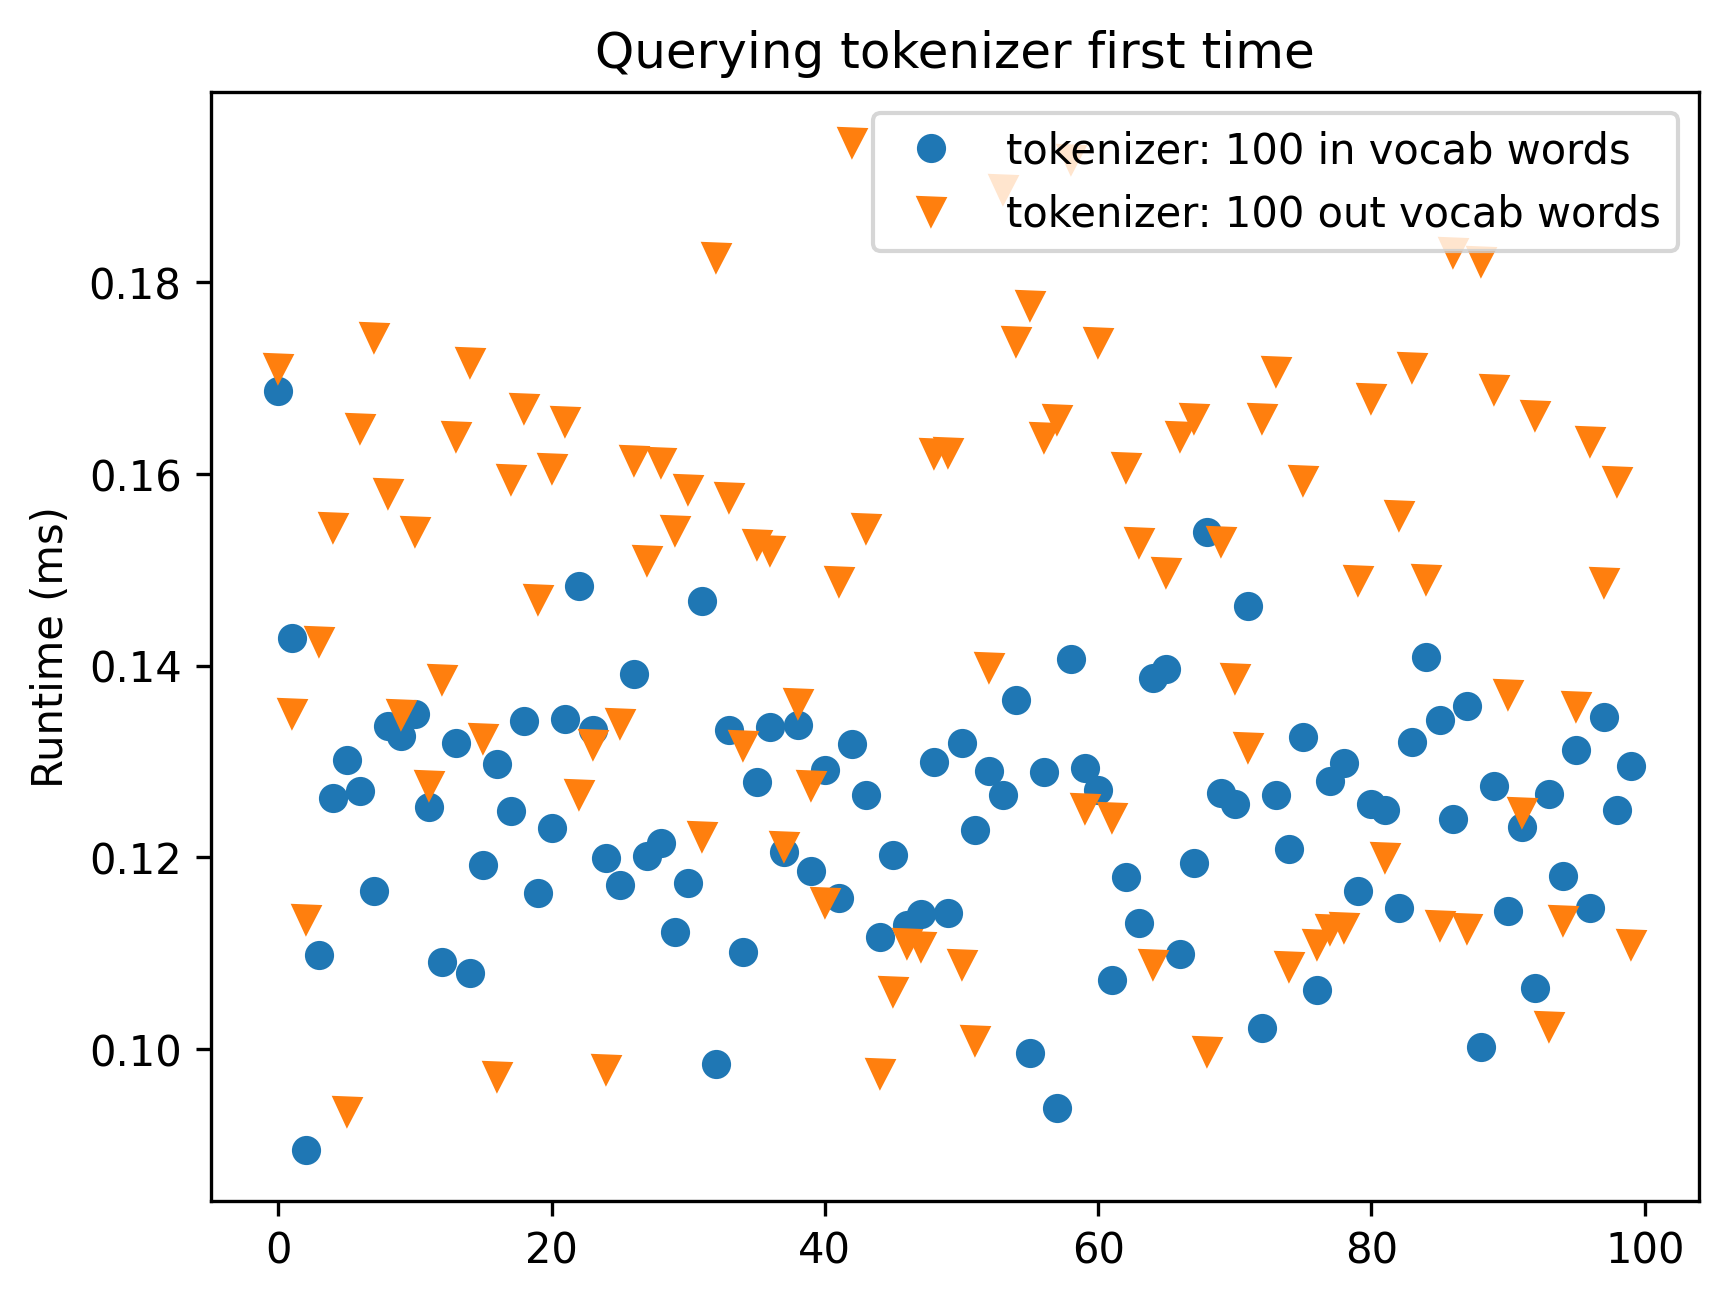 Querying tokenizer first time
tokenizer: 100 in vocab words
tokenizer: 100 out vocab words
Runtime (ms)
0.18
0.16
0.14
0.12
0.10
0 20 40 60 80 100